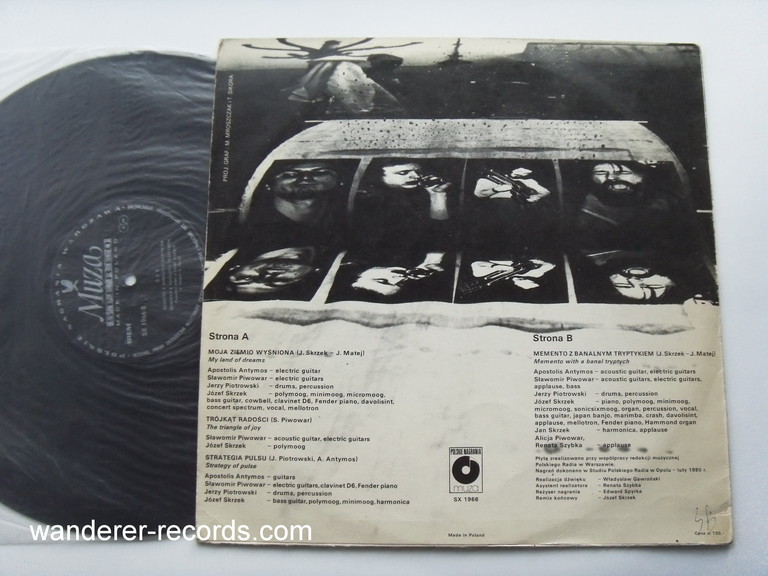 PROJ. GRAF.: M. MROSZCZAK i T. SIKORA
Muza
MADE IN POLAND
SX 1966
Strona A
MOJA ZIEMIO WYŚNIONA (J. Skrzek – J. Matej)
My land of dreams
Apostolis Antymos – electric guitar
Sławomir Piwowar – electric guitars
Jerzy Piotrowski – drums, percussion
Józef Skrzek – polymoog, minimoog, micromoog,
bass guitar, cowbell, clavinet D6, Fender piano, davolisint,
concert spectrum, vocal, mellotron
TRÓJKĄT RADOŚCI (S. Piwowar)
The triangle of joy
Sławomir Piwowar – acoustic guitar, electric guitars
Józef Skrzek – polymoog
STRATEGIA PULSU (J. Piotrowski, A. Antymos)
Strategy of pulse
Apostolis Antymos – guitars
Sławomir Piwowar – electric guitars, clavinet D6, Fender piano
Jerzy Piotrowski – drums, percussion
Józef Skrzek – bass guitar, polymoog, minimoog, harmonica
POLSKIE NAGRANIA
muza
SX 1966
Strona B
MEMENTO Z BANALNYM TRYPTYKIEM (J. Skrzek – J. Matej)
Memento with a banal tryptych
Apostolis Antymos – acoustic guitar, electric guitars
Sławomir Piwowar – acoustic guitars, electric guitars,
applause, bass
Jerzy Piotrowski – drums, percussion
Józef Skrzek – piano, polymoog, minimoog,
micromoog, sonicsixmoog, organ, percussion, vocal,
bass guitar, japan banjo, marimba, crash, davolisint,
applause, mellotron, Fender piano, Hammond organ
Jan Skrzek – harmonica, applause
Alicja Piwowar,
Renata Szybka – applause
Płytę zrealizowano przy współpracy redakcji muzycznej
Polskiego Radia w Warszawie.
Nagrań dokonano w Studiu Polskiego Radia w Opolu – luty 1980 r.
Realizacja dźwięku – Władysław Gawroński
Asystent realizatora – Renata Szybka
Reżyser nagrania – Edward Spyrka
Remix końcowy – Józef Skrzek
Made in Poland
wanderer-records.com